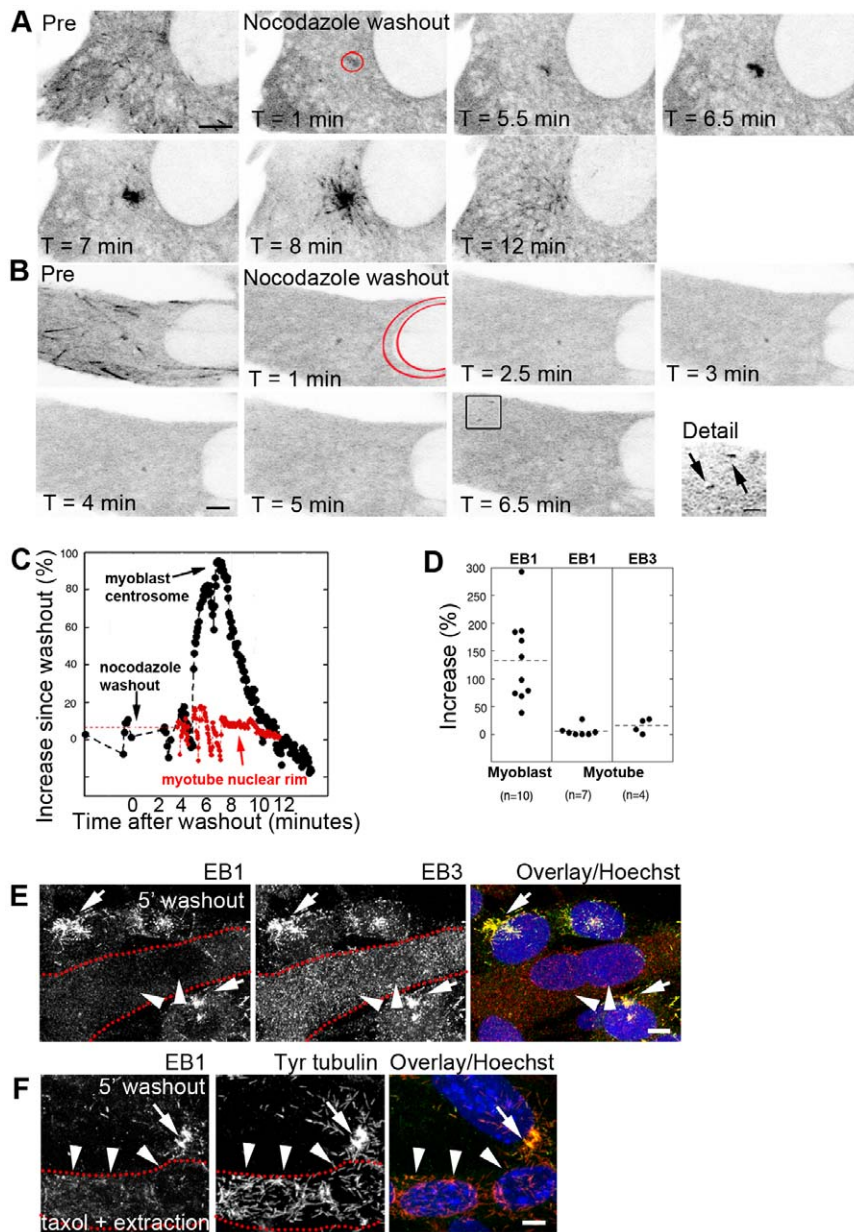 A
Pre
Nocodazole washout
T = 1 min
T = 5.5 min
T = 6.5 min
T = 7 min
T = 8 min
T = 12 min
B
Pre
Nocodazole washout
T = 1 min
T = 2.5 min
T = 3 min
T = 4 min
T = 5 min
T = 6.5 min
Detail
C
Increase since washout (%)
100
80
60
40
20
0
myoblast
centrosome
nocodazole
washout
myotube nuclear rim
0 2 4 6 8 10 12
Time after washout (minutes)
D
EB1 EB1 EB3
Increase (%)
300
250
200
150
100
50
0
Myoblast Myotube
(n=10) (n=7) (n=4)
E
EB1 EB3 Overlay/Hoechst
5' washout
F
EB1 Tyr tubulin Overlay/Hoechst
5' washout
taxol + extraction